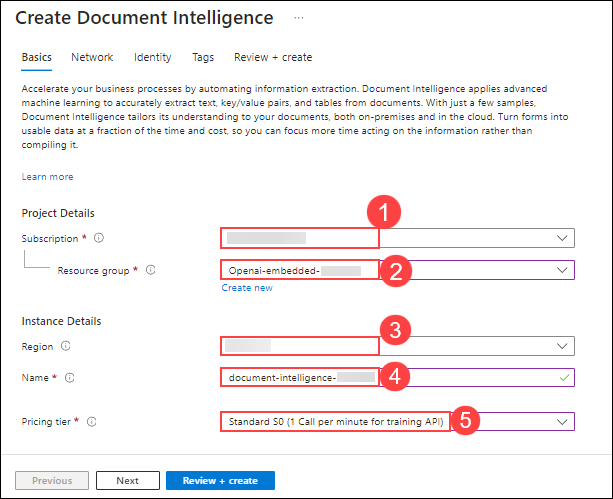 Create Document Intelligence ...
Basics Network Identity Tags Review + create
Accelerate your business processes by automating information extraction. Document Intelligence applies advanced
machine learning to accurately extract text, key/value pairs, and tables from documents. With just a few samples,
Document Intelligence tailors its understanding to your documents, both on-premises and in the cloud. Turn forms into
usable data at a fraction of the time and cost, so you can focus more time acting on the information rather than
compiling it.
Learn more
Project Details
1
Subscription *
Resource group * Openai-embedded- 2
Create new
Instance Details
Region 3
Name * document-intelligence- 4
Pricing tier * Standard S0 (1 Call per minute for training API) 5
Previous Next Review + create